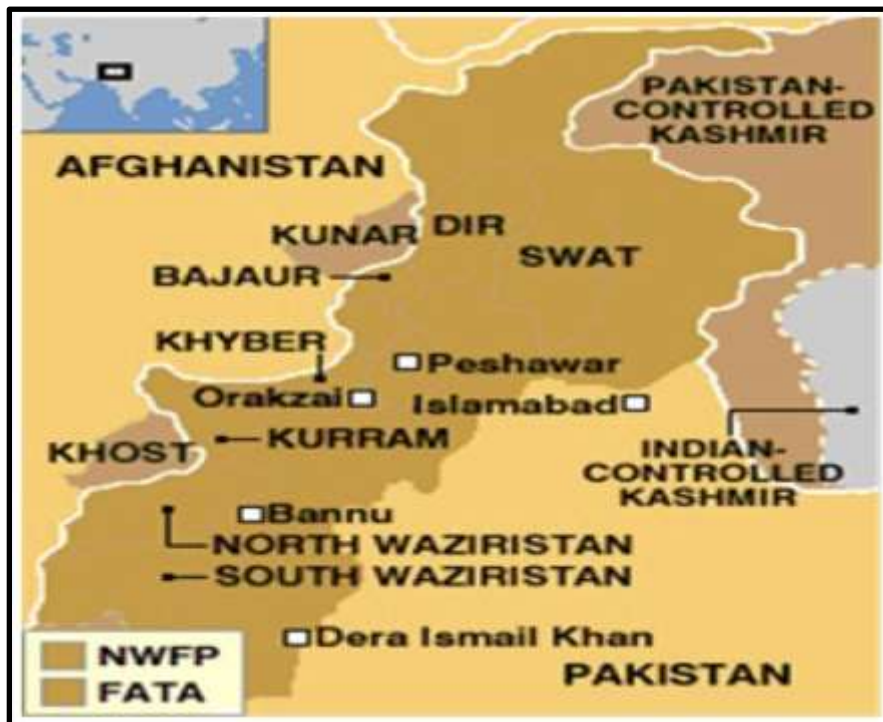 PAKISTAN-
CONTROLLED
KASHMIR
AFGHANISTAN
KUNAR
DIR
SWAT
BAJAUR
KHYBER
Peshawar
Orakzai
Islamabad
KHOST
KURRAM
INDIAN-
CONTROLLED
KASHMIR
Bannu
NORTH WAZIRISTAN
SOUTH WAZIRISTAN
Dera Ismail Khan
NWFP
FATA
PAKISTAN